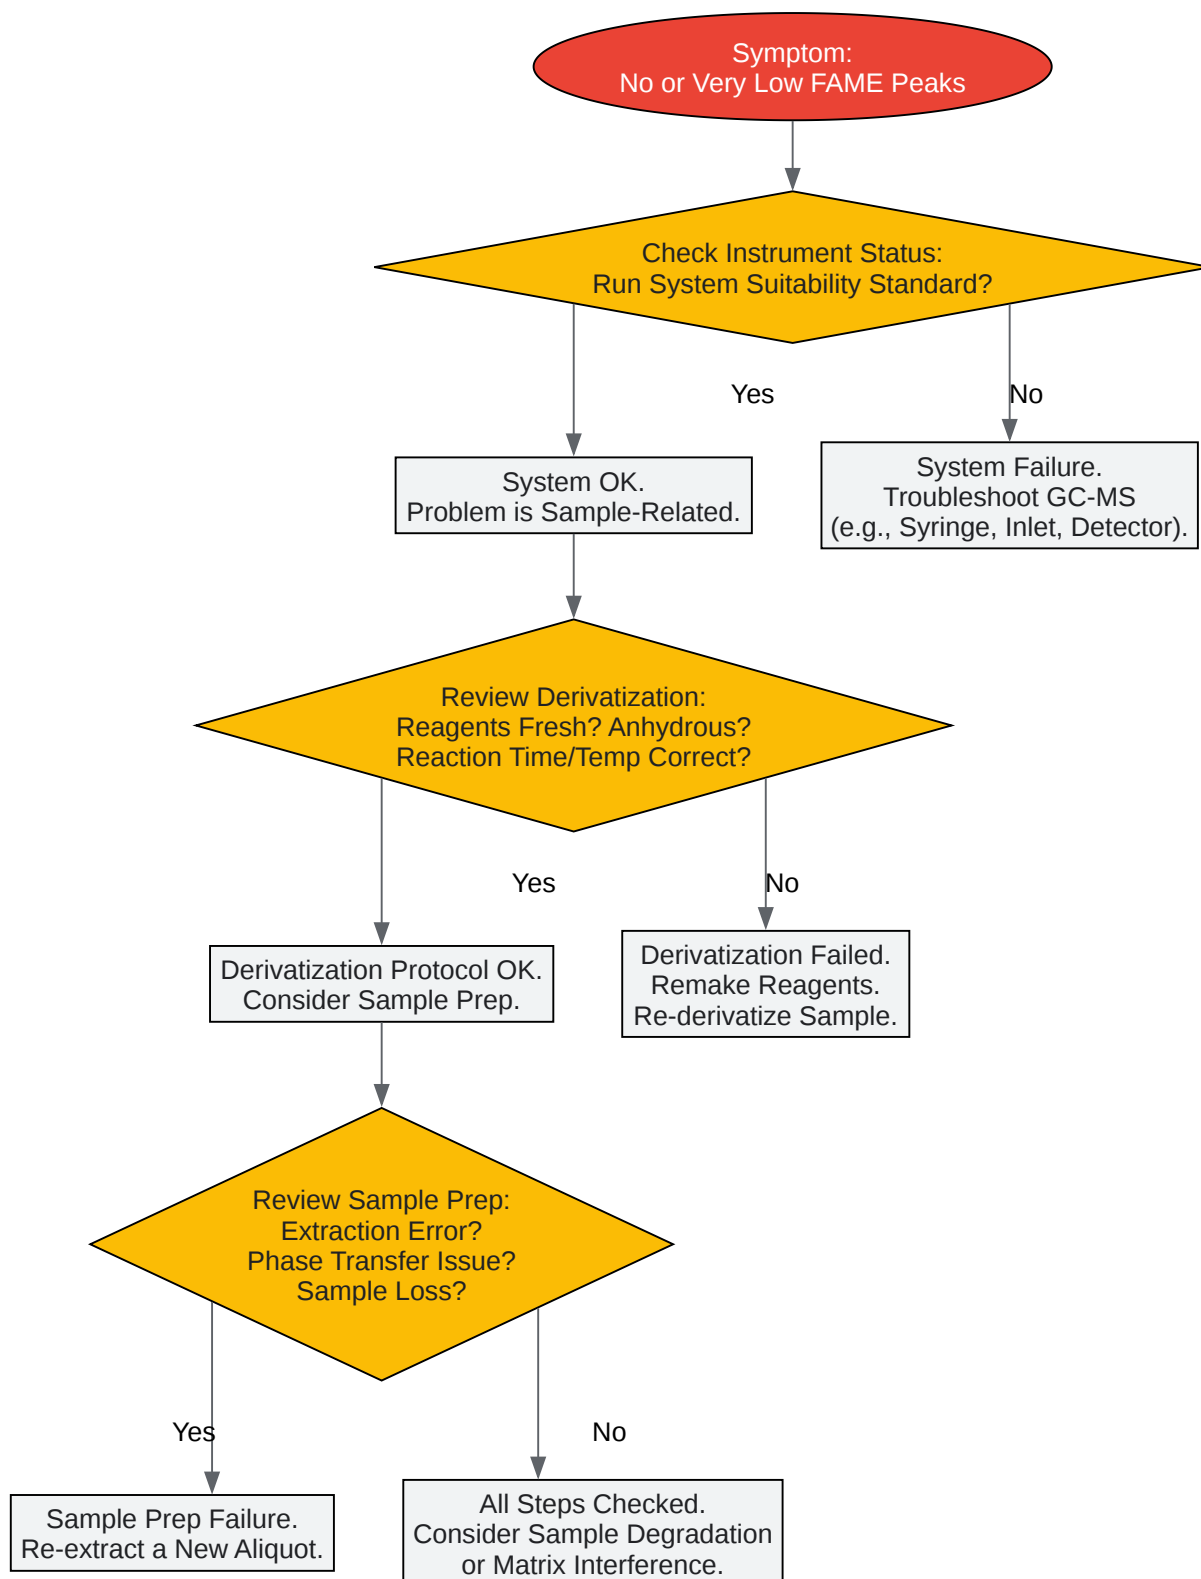 Symptom:
No or Very Low FAME Peaks
Check Instrument Status:
Run System Suitability Standard?
Yes
No
System OK.
Problem is Sample-Related.
System Failure.
Troubleshoot GC-MS
(e.g., Syringe, Inlet, Detector).
Review Derivatization:
Reagents Fresh? Anhydrous?
Reaction Time/Temp Correct?
Yes
No
Derivatization Protocol OK.
Consider Sample Prep.
Derivatization Failed.
Remake Reagents.
Re-derivatize Sample.
Review Sample Prep:
Extraction Error?
Phase Transfer Issue?
Sample Loss?
Yes
No
Sample Prep Failure.
Re-extract a New Aliquot.
All Steps Checked.
Consider Sample Degradation
or Matrix Interference.